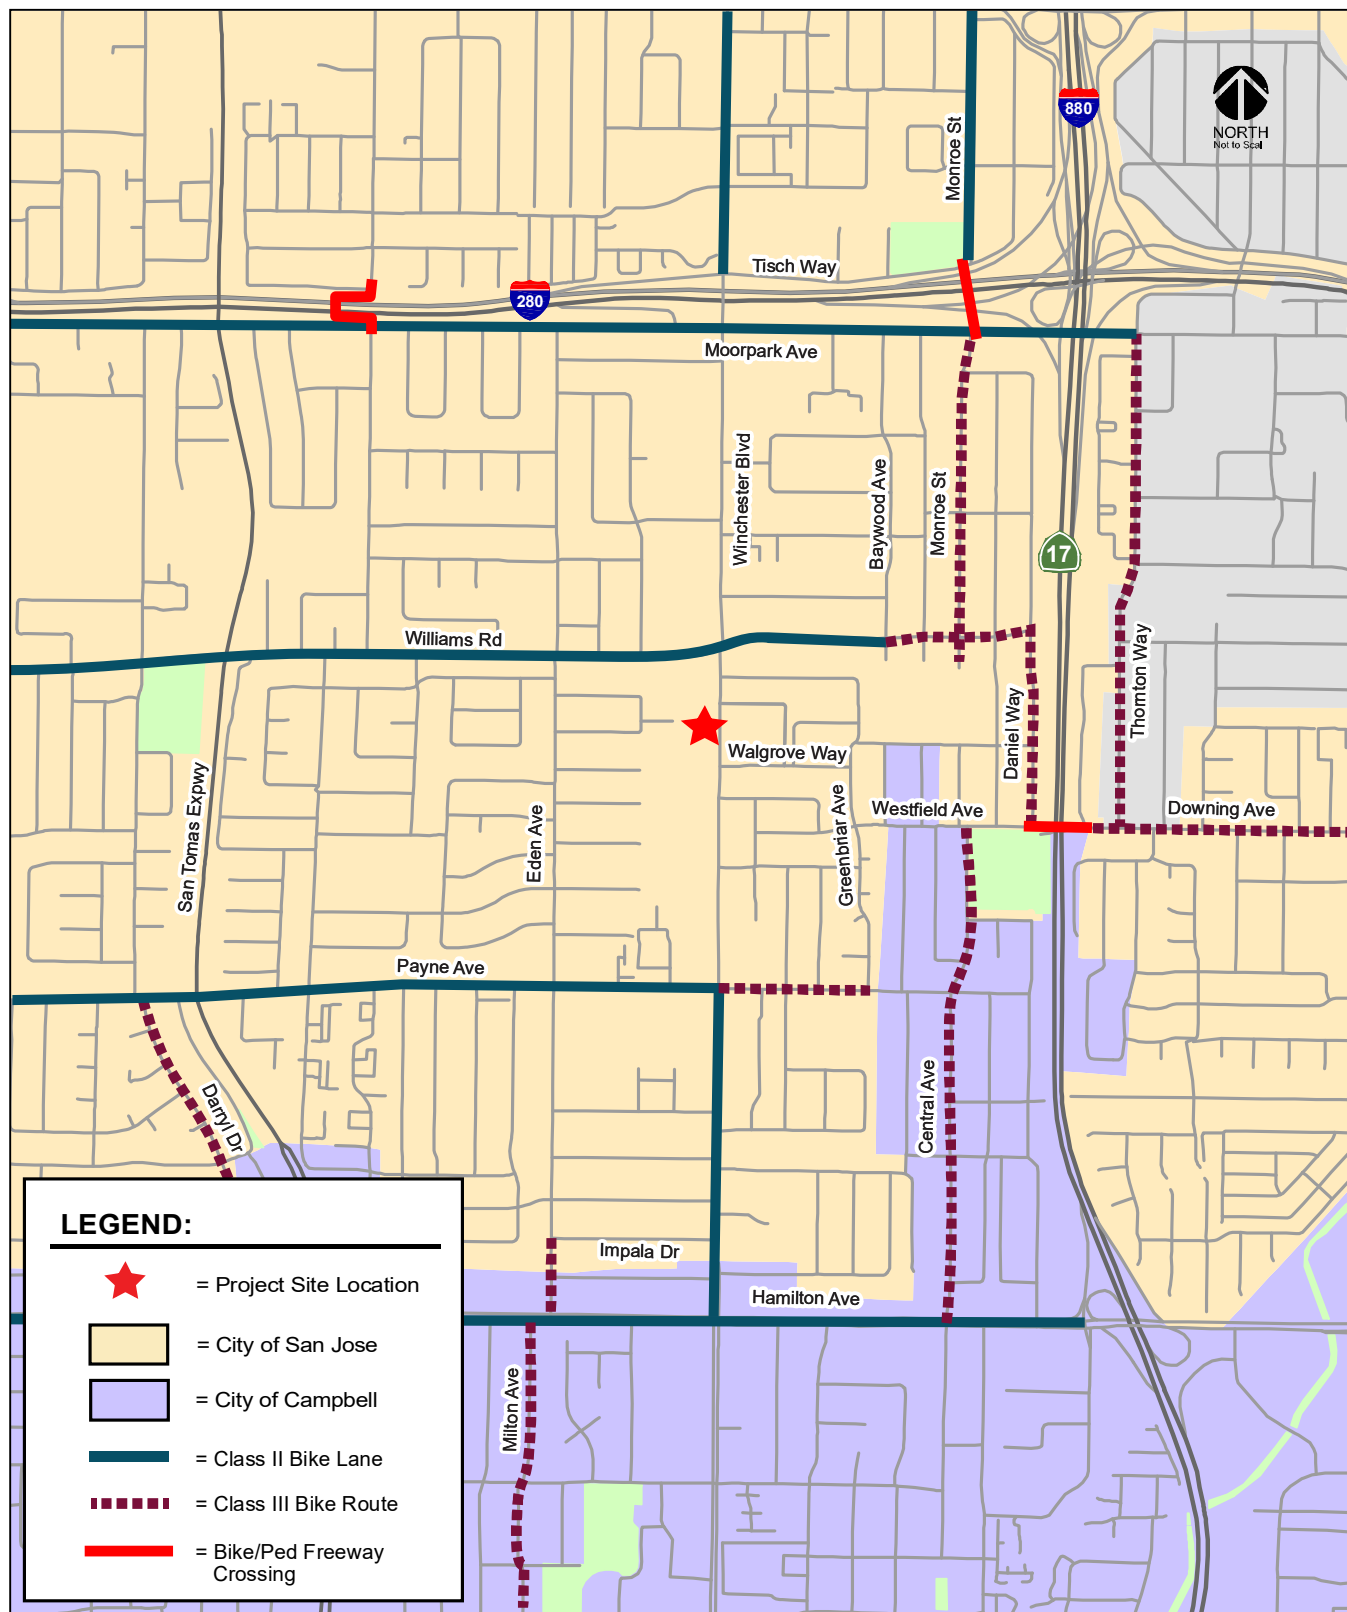 Monroe St
880
NORTH
Not to Scal
Tisch Way
280
Moorpark Ave
Winchester Blvd
Baywood Ave
Monroe St
17
Williams Rd
Thornton Way
Daniel Way
Walgrove Way
San Tomas Expwy
Eden Ave
Greenbriar Ave
Westfield Ave
Downing Ave
Payne Ave
Darryl Dr
Central Ave
Impala Dr
Hamilton Ave
Milton Ave
LEGEND:
= Project Site Location
= City of San Jose
= City of Campbell
= Class II Bike Lane
= Class III Bike Route
= Bike/Ped Freeway
Crossing